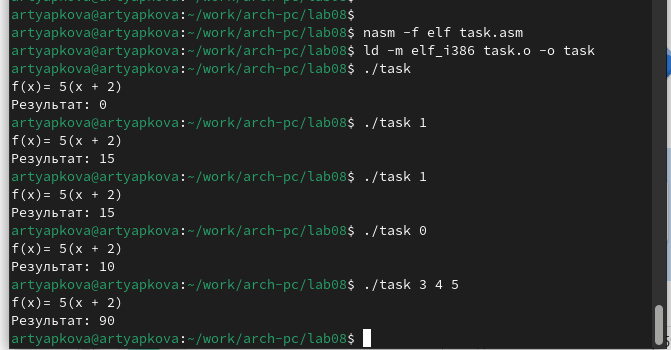 artyapkova@artyapkova:~/work/arch-pc/lab08$
artyapkova@artyapkova:~/work/arch-pc/lab08$ nasm -f elf task.asm
artyapkova@artyapkova:~/work/arch-pc/lab08$ ld -m elf_i386 task.o -o task
artyapkova@artyapkova:~/work/arch-pc/lab08$ ./task
f(x)= 5(x + 2)
Результат: 0
artyapkova@artyapkova:~/work/arch-pc/lab08$ ./task 1
f(x)= 5(x + 2)
Результат: 15
artyapkova@artyapkova:~/work/arch-pc/lab08$ ./task 1
f(x)= 5(x + 2)
Результат: 15
artyapkova@artyapkova:~/work/arch-pc/lab08$ ./task 0
f(x)= 5(x + 2)
Результат: 10
artyapkova@artyapkova:~/work/arch-pc/lab08$ ./task 3 4 5
f(x)= 5(x + 2)
Результат: 90
artyapkova@artyapkova:~/work/arch-pc/lab08$